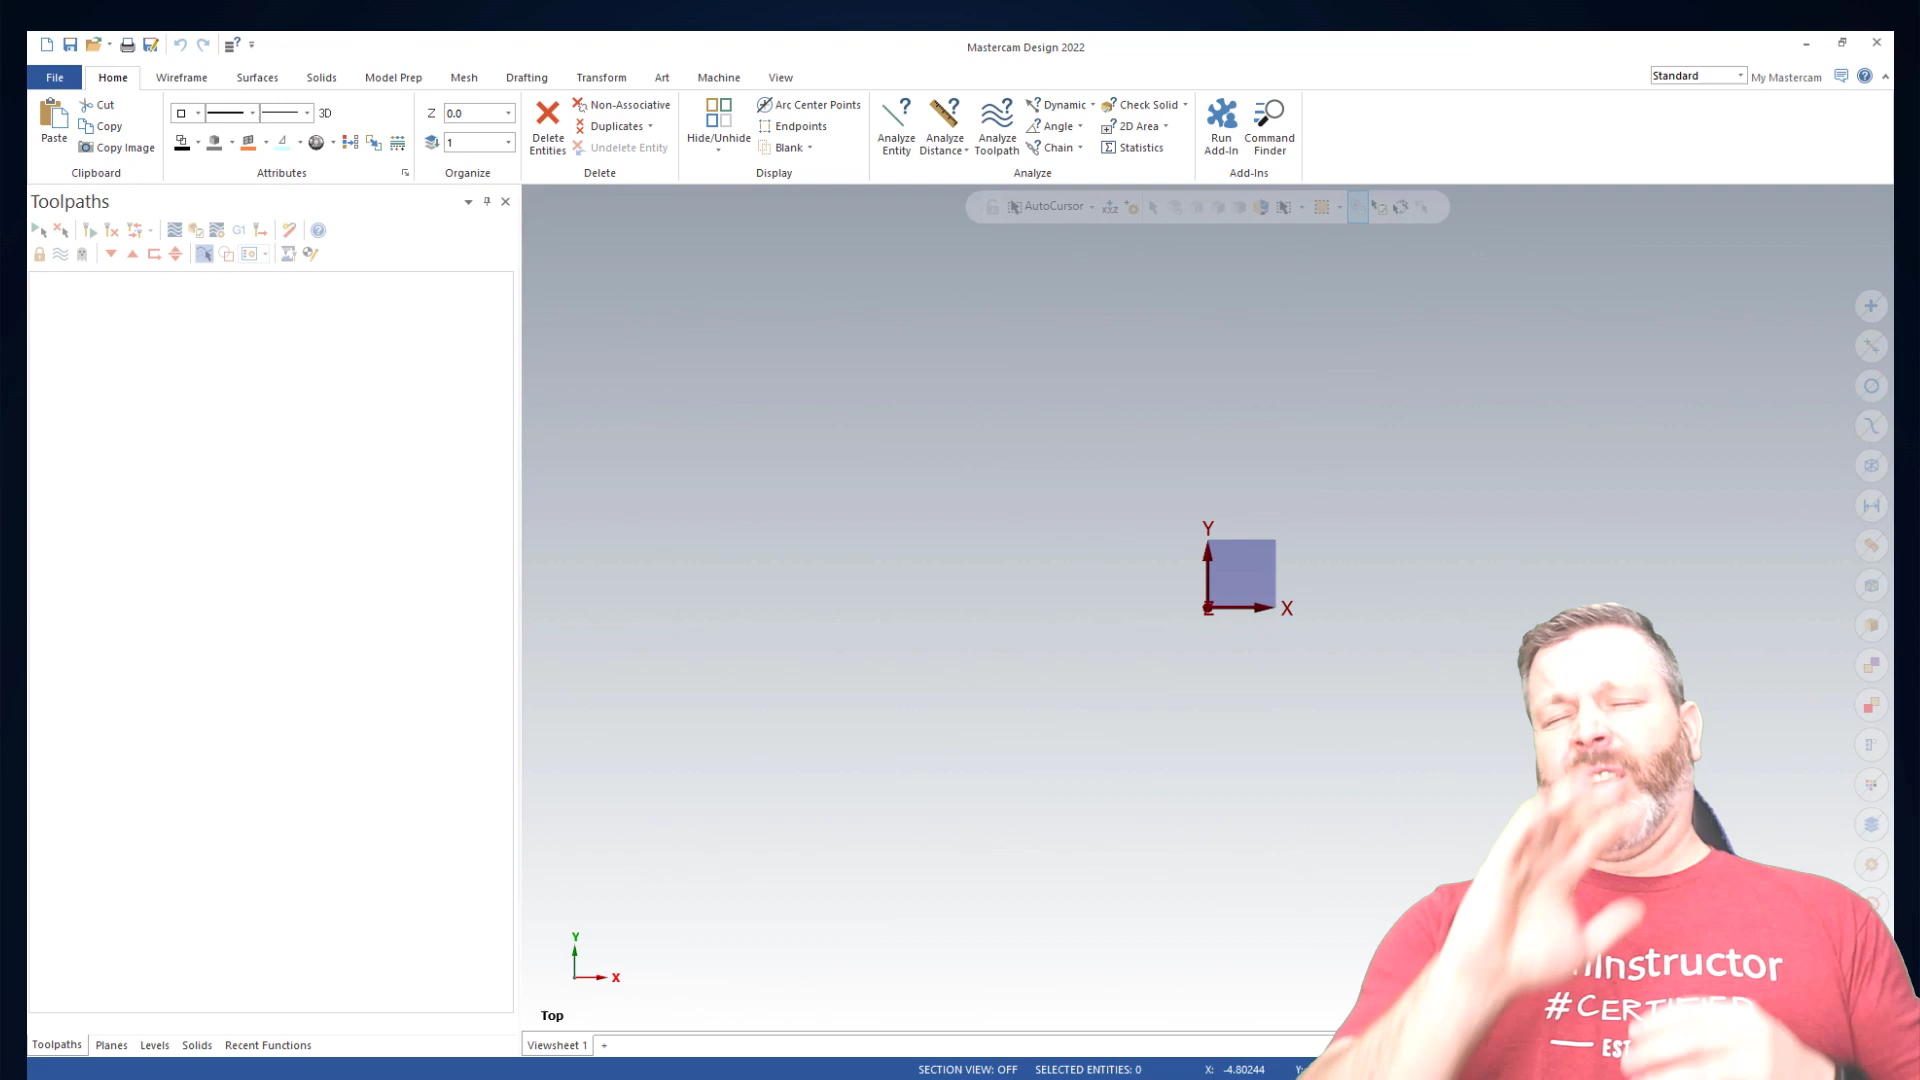 Mastercam Design 2022
File Home Wireframe Surfaces Solids Model Prep Mesh Drafting Transform Art Machine View
Standard My Mastercam
Paste
Cut
Copy
Copy Image
Clipboard
3D
Attributes
Z 0.0
1
Organize
Delete Entities
Non-Associative
Duplicates
Undelete Entity
Delete
Hide/Unhide
Arc Center Points
Endpoints
Blank
Display
Analyze Entity
Analyze Distance
Analyze Toolpath
Dynamic
Angle
Chain
Check Solid
2D Area
Statistics
Analyze
Run Add-In
Command Finder
Add-Ins
Toolpaths
G1
AutoCursor
XYZ
Y
Z X
Y
X
Top
Instructor
#CERTIFIED
EST
Toolpaths Planes Levels Solids Recent Functions
Viewsheet 1 +
SECTION VIEW: OFF SELECTED ENTITIES: 0 X: -4.80244 Y: